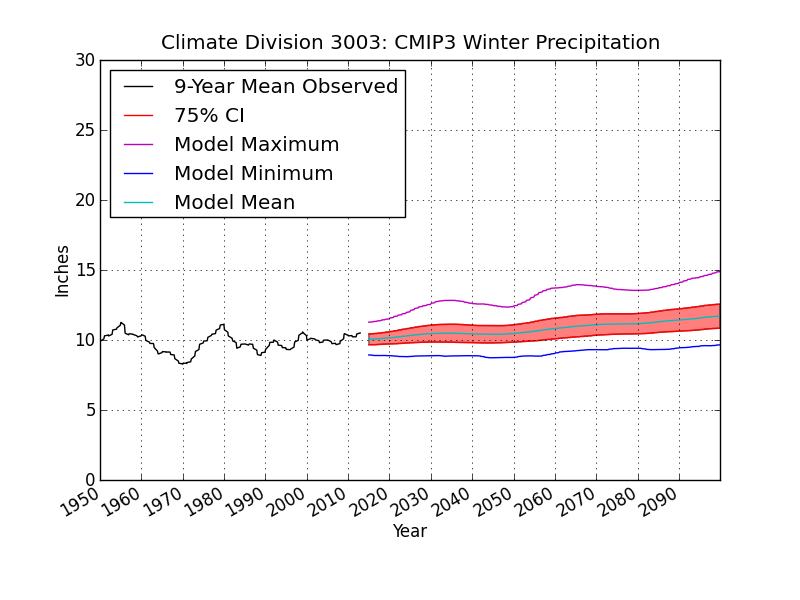 Climate Division 3003: CMIP3 Winter Precipitation
30
25
20
15
10
5
0
Inches
9-Year Mean Observed
75% CI
Model Maximum
Model Minimum
Model Mean
1950 1960 1970 1980 1990 2000 2010 2020 2030 2040 2050 2060 2070 2080 2090
Year